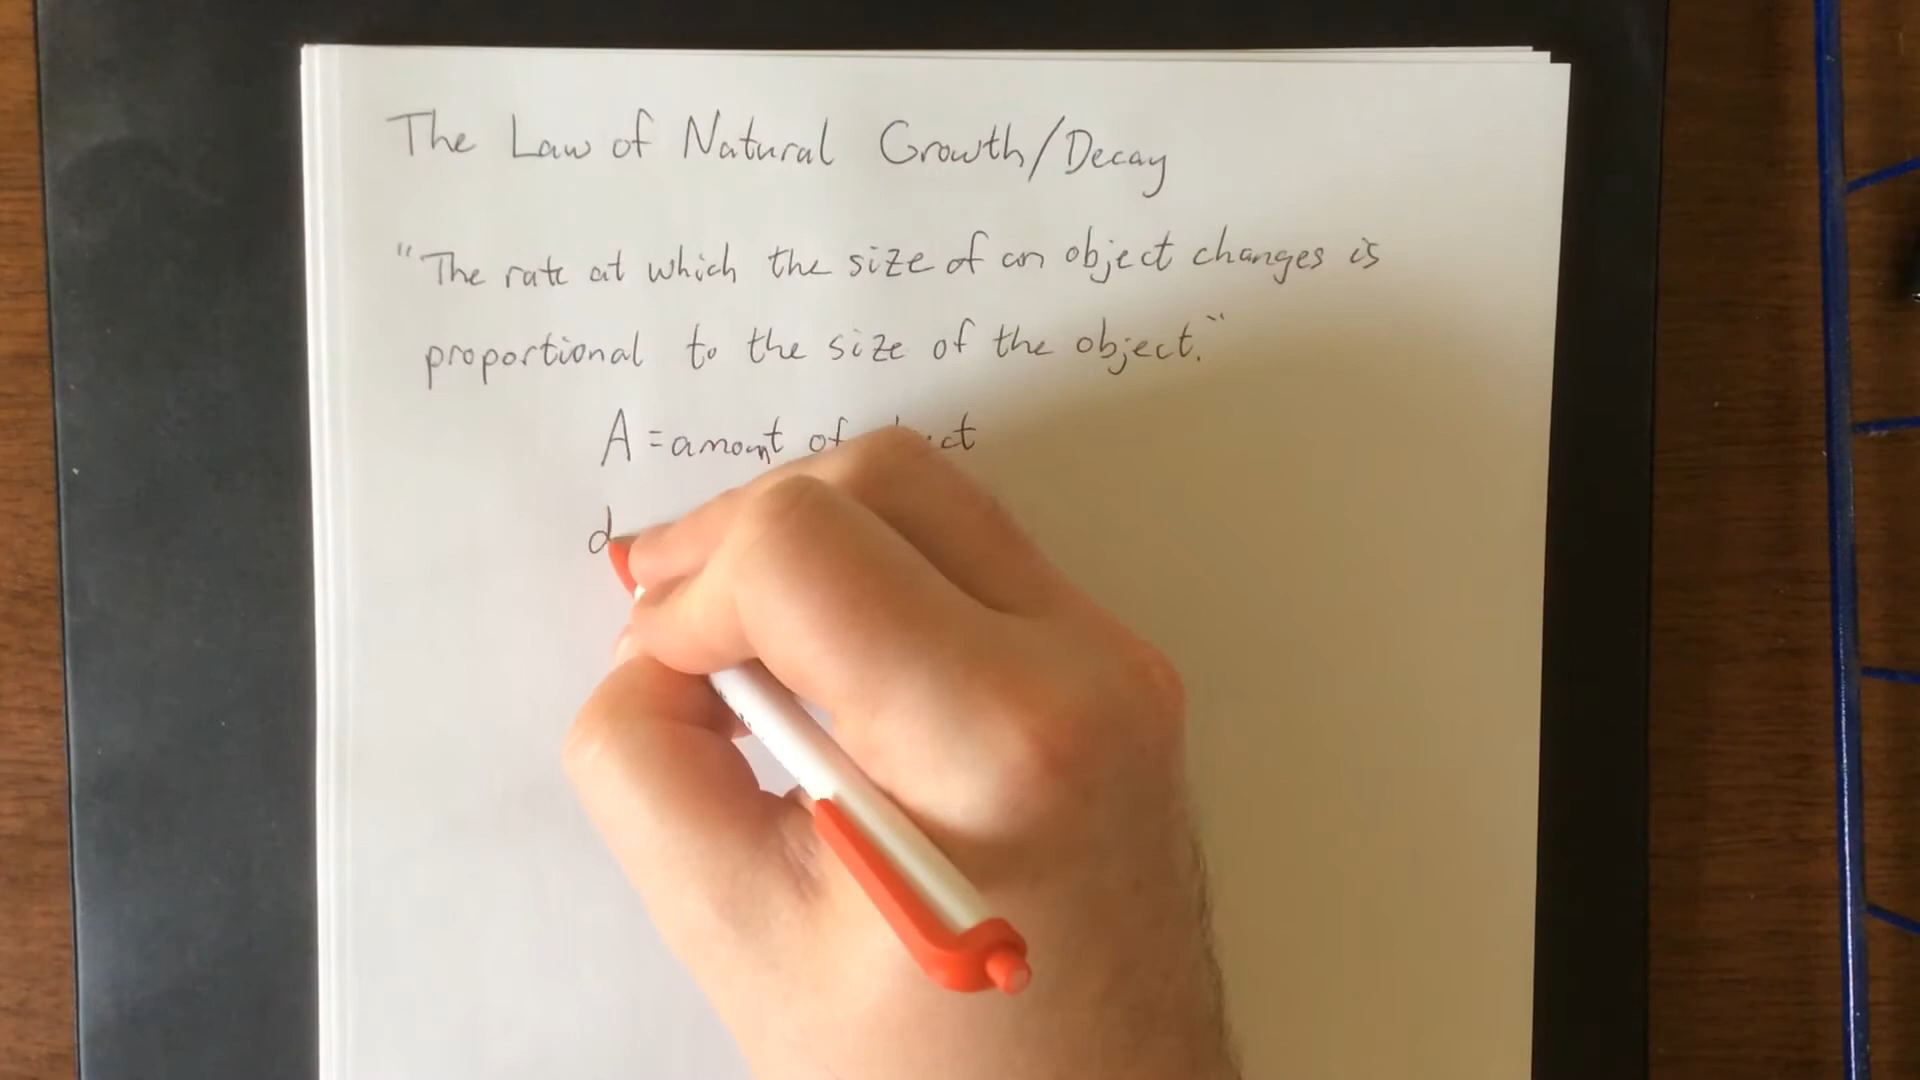 The Law of Natural Growth/Decay
"The rate at which the size of an object changes is
proportional to the size of the object."
A = amount of
d